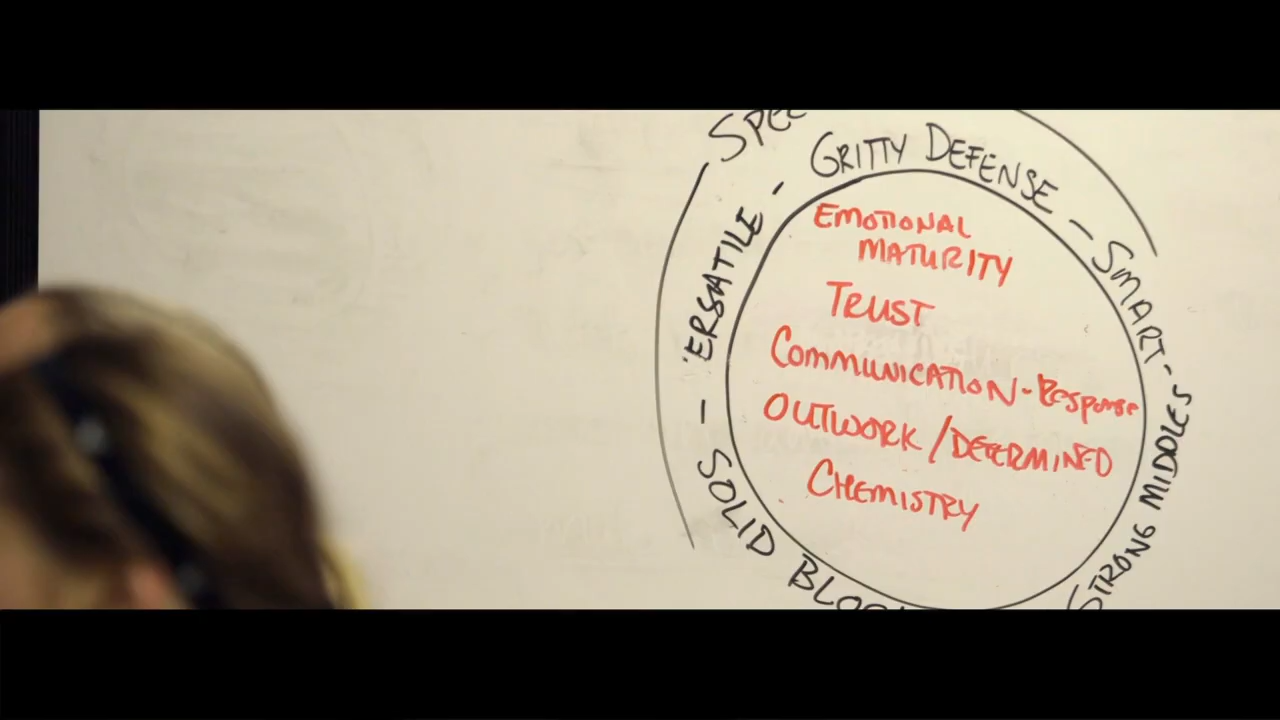 GRITTY DEFENSE - SMART - STRONG MIDDLES
SOLID
EMOTIONAL
MATURITY
TRUST
COMMUNICATION - RESPONSE
OUTWORK / DETERMINED
CHEMISTRY